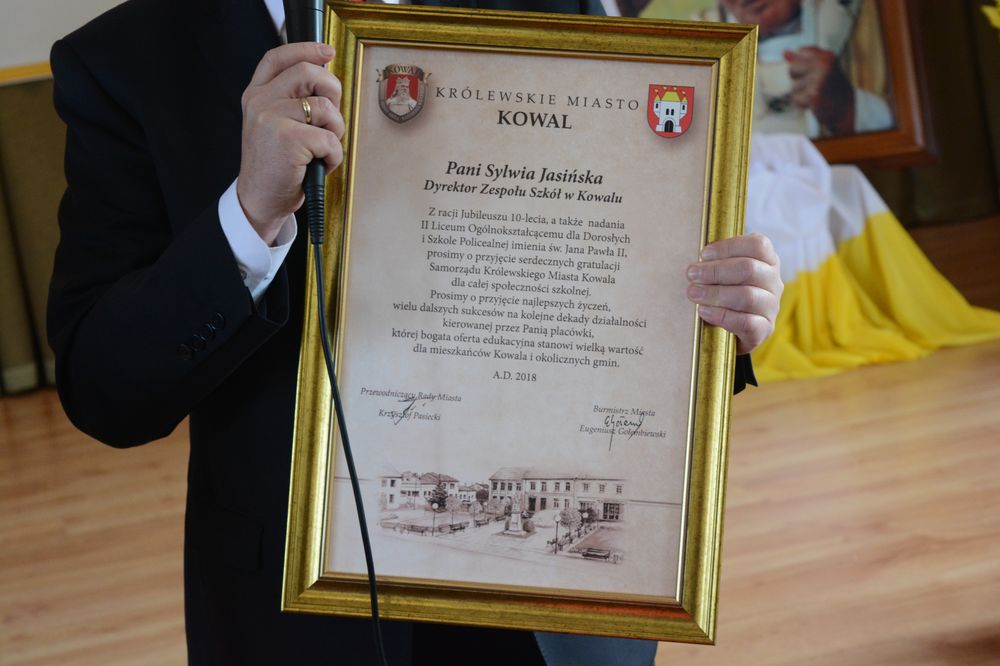 KOWAL
KRÓLEWSKIE MIASTO
KOWAL
Pani Sylwia Jasińska
Dyrektor Zespołu Szkół w Kowalu
Z racji Jubileuszu 10-lecia, a także nadania
II Liceum Ogólnokształcącemu dla Dorosłych
i Szkole Policealnej imienia św. Jana Pawła II,
prosimy o przyjęcie serdecznych gratulacji
Samorządu Królewskiego Miasta Kowala
dla całej społeczności szkolnej.
Prosimy o przyjęcie najlepszych życzeń,
wielu dalszych sukcesów na kolejne dekady działalności
kierowanej przez Panią placówki,
której bogata oferta edukacyjna stanowi wielką wartość
dla mieszkańców Kowala i okolicznych gmin.
A.D. 2018
Przewodniczący Rady Miasta
Krzysztof Pasiecki
Burmistrz Miasta
Eugeniusz Gołembiewski